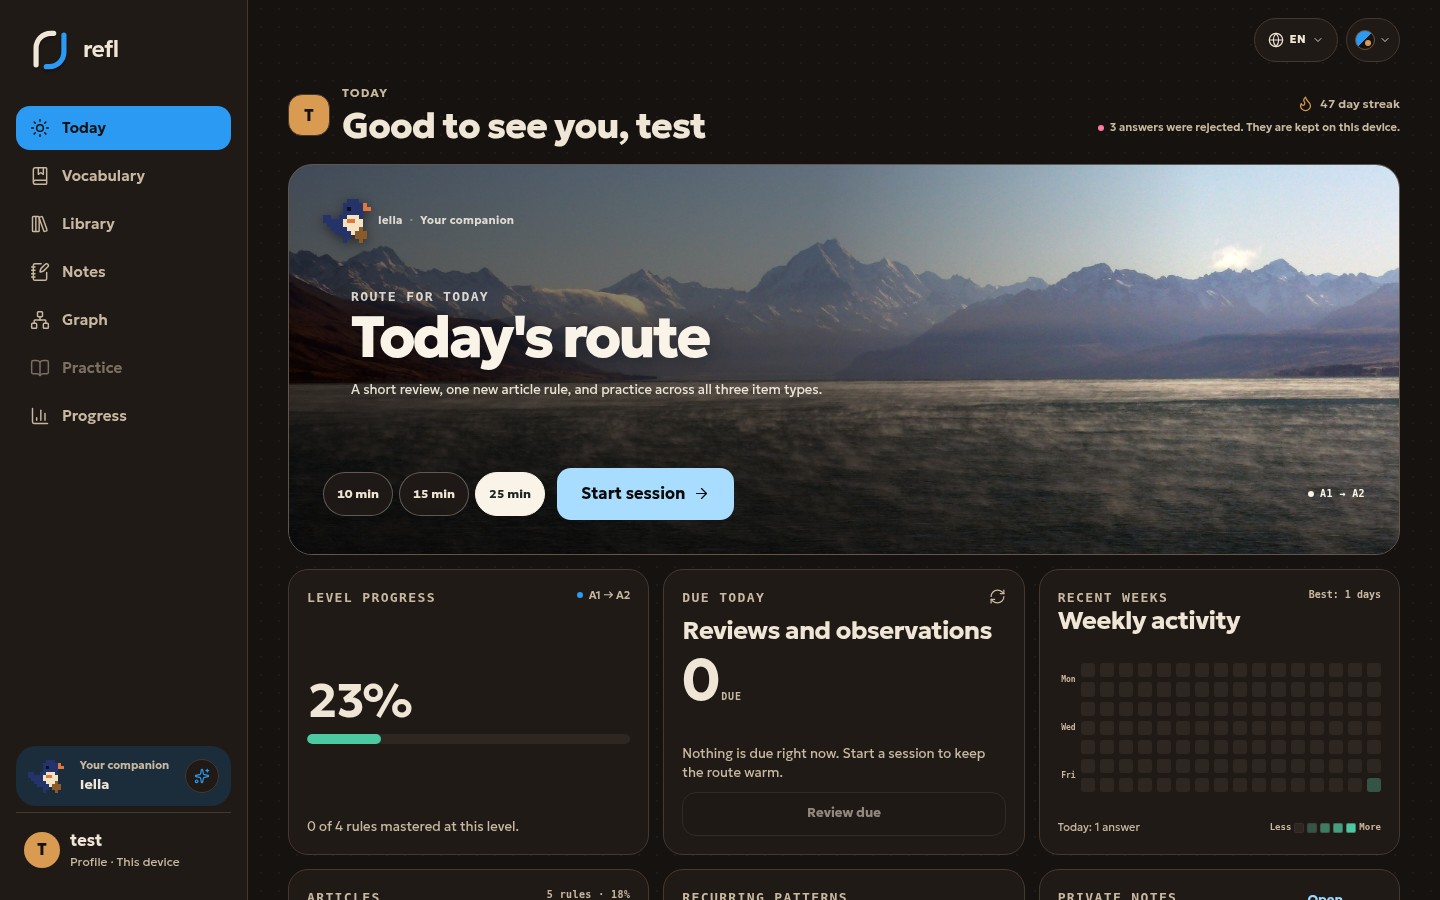 refl
Today
Vocabulary
Library
Notes
Graph
Practice
Progress
Your companion
lella
T
test
Profile · This device
EN
T
TODAY
Good to see you, test
47 day streak
3 answers were rejected. They are kept on this device.
lella · Your companion
ROUTE FOR TODAY
Today's route
A short review, one new article rule, and practice across all three item types.
10 min
15 min
25 min
Start session →
A1 → A2
LEVEL PROGRESS
A1 → A2
23%
0 of 4 rules mastered at this level.
DUE TODAY
Reviews and observations
0 DUE
Nothing is due right now. Start a session to keep
the route warm.
Review due
RECENT WEEKS
Best: 1 days
Weekly activity
Mon
Wed
Fri
Today: 1 answer
Less
More
ARTICLES
5 rules · 18%
RECURRING PATTERNS
PRIVATE NOTES
Open